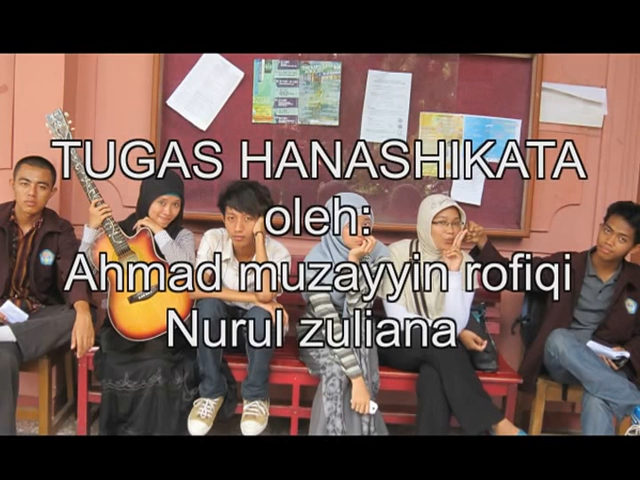 TUGAS HANASHIKATA
oleh:
Ahmad muzayyin rofiqi
Nurul zuliana